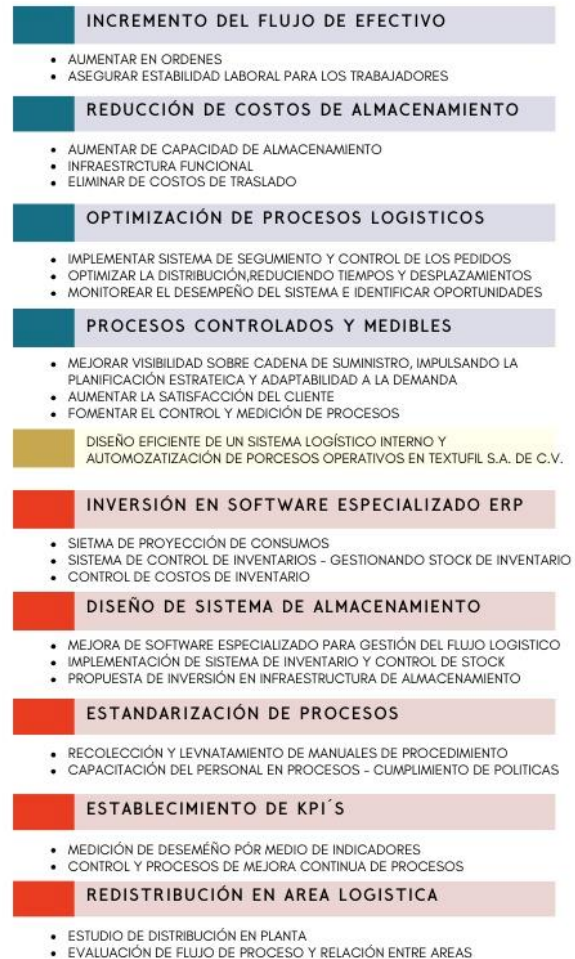 INCREMENTO DEL FLUJO DE EFECTIVO
• AUMENTAR EN ORDENES
• ASEGURAR ESTABILIDAD LABORAL PARA LOS TRABAJADORES
REDUCCIÓN DE COSTOS DE ALMACENAMIENTO
• AUMENTAR DE CAPACIDAD DE ALMACENAMIENTO
• INFRAESTRCTURA FUNCIONAL
• ELIMINAR DE COSTOS DE TRASLADO
OPTIMIZACIÓN DE PROCESOS LOGISTICOS
• IMPLEMENTAR SISTEMA DE SEGUMIENTO Y CONTROL DE LOS PEDIDOS
• OPTIMIZAR LA DISTRIBUCIÓN,REDUCIENDO TIEMPOS Y DESPLAZAMIENTOS
• MONITOREAR EL DESEMPEÑO DEL SISTEMA E IDENTIFICAR OPORTUNIDADES
PROCESOS CONTROLADOS Y MEDIBLES
• MEJORAR VISIBILIDAD SOBRE CADENA DE SUMINISTRO, IMPULSANDO LA
PLANIFICACIÓN ESTRATEICA Y ADAPTABILIDAD A LA DEMANDA
• AUMENTAR LA SATISFACCIÓN DEL CLIENTE
• FOMENTAR EL CONTROL Y MEDICIÓN DE PROCESOS
DISEÑO EFICIENTE DE UN SISTEMA LOGÍSTICO INTERNO Y
AUTOMOZATIZACIÓN DE PORCESOS OPERATIVOS EN TEXTUFIL S.A. DE C.V.
INVERSIÓN EN SOFTWARE ESPECIALIZADO ERP
• SIETMA DE PROYECCIÓN DE CONSUMOS
• SISTEMA DE CONTROL DE INVENTARIOS - GESTIONANDO STOCK DE INVENTARIO
• CONTROL DE COSTOS DE INVENTARIO
DISEÑO DE SISTEMA DE ALMACENAMIENTO
• MEJORA DE SOFTWARE ESPECIALIZADO PARA GESTIÓN DEL FLUJO LOGISTICO
• IMPLEMENTACIÓN DE SISTEMA DE INVENTARIO Y CONTROL DE STOCK
• PROPUESTA DE INVERSIÓN EN INFRAESTRUCTURA DE ALMACENAMIENTO
ESTANDARIZACIÓN DE PROCESOS
• RECOLECCIÓN Y LEVNATAMIENTO DE MANUALES DE PROCEDIMIENTO
• CAPACITACIÓN DEL PERSONAL EN PROCESOS - CUMPLIMIENTO DE POLITICAS
ESTABLECIMIENTO DE KPI´S
• MEDICIÓN DE DESEMÉÑO PÓR MEDIO DE INDICADORES
• CONTROL Y PROCESOS DE MEJORA CONTINUA DE PROCESOS
REDISTRIBUCIÓN EN AREA LOGISTICA
• ESTUDIO DE DISTRIBUCIÓN EN PLANTA
• EVALUACIÓN DE FLUJO DE PROCESO Y RELACIÓN ENTRE AREAS